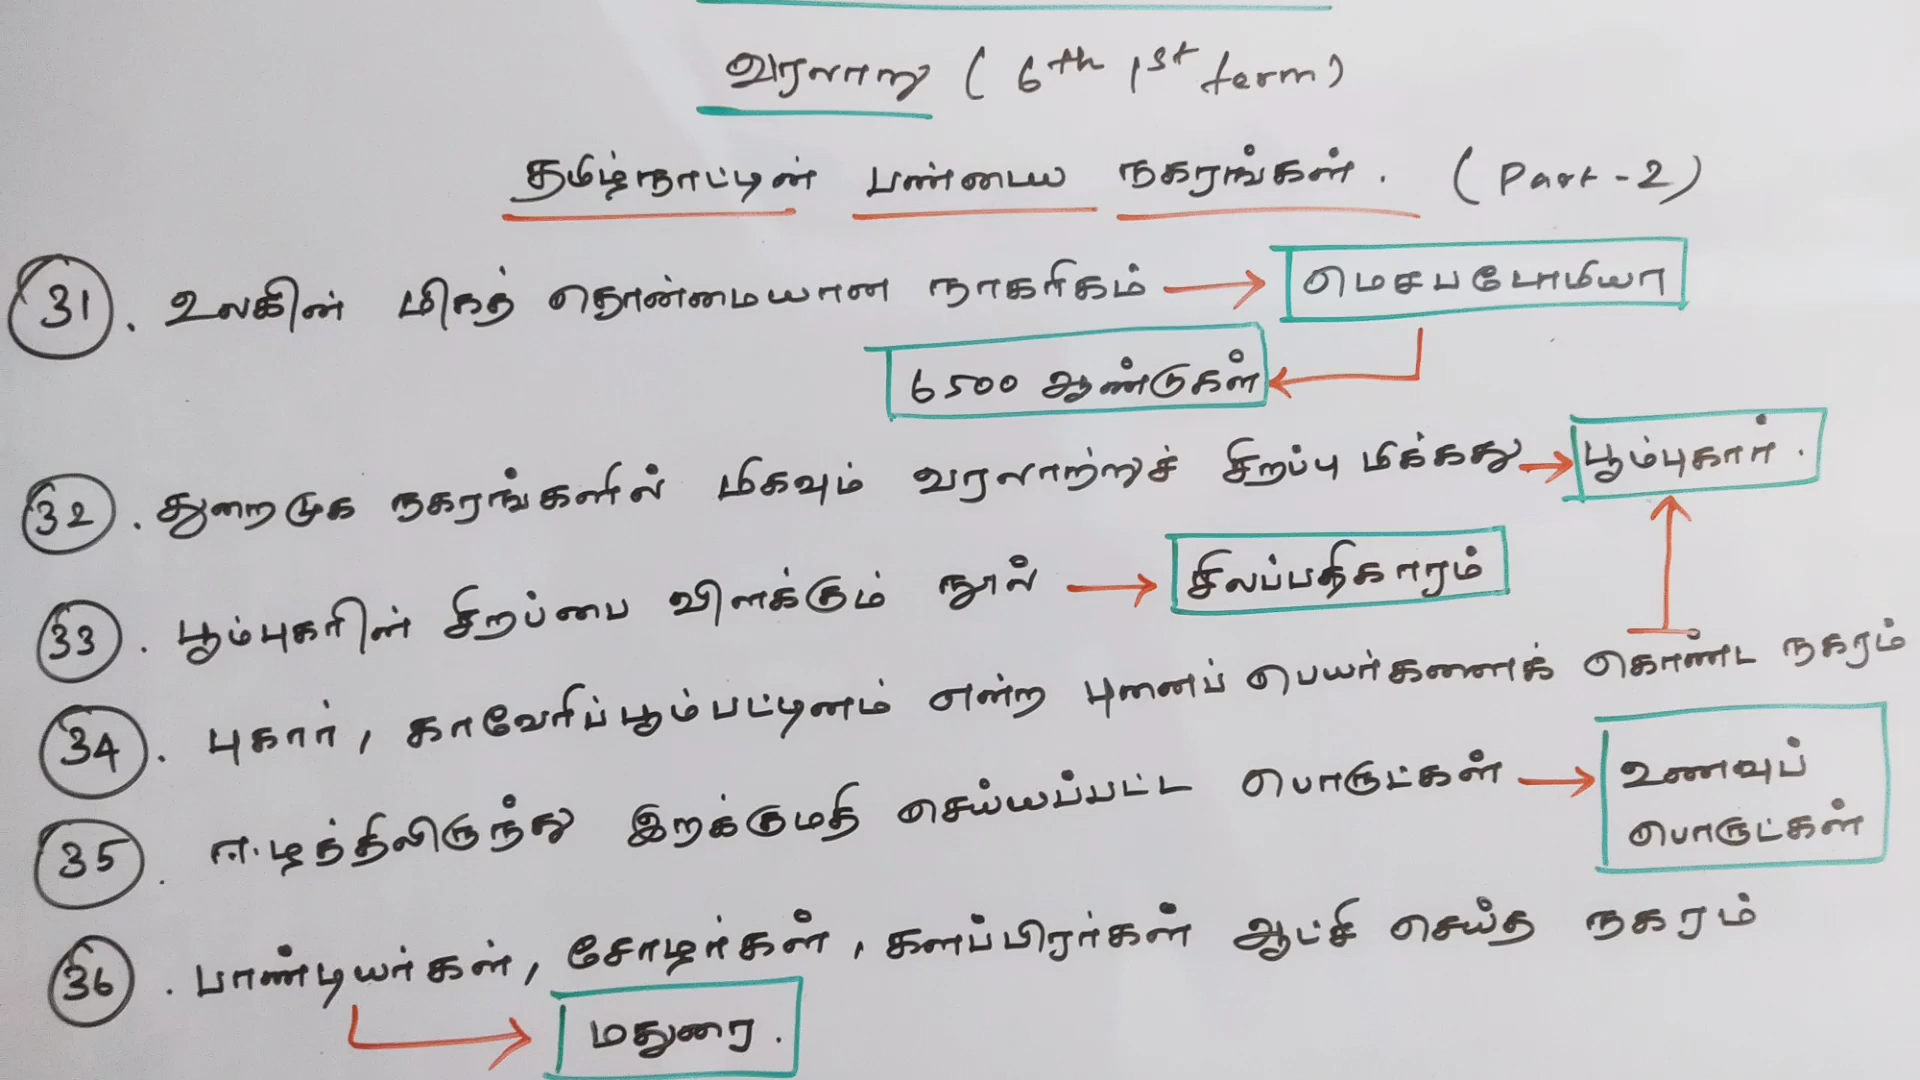 வரலாறு ( 6th 1st term)
தமிழ்நாட்டின் பண்டைய நகரங்கள். (Part-2)
31. உலகின் மிகத் தொன்மையான நாகரிகம் → மெசபடோமியா
6500 ஆண்டுகள்
32. துறைமுக நகரங்களில் மிகவும் வரலாற்றுச் சிறப்பு மிக்கது → பூம்புகார்.
33. பூம்புகரின் சிறப்பை விளக்கும் நூல் → சிலப்பதிகாரம்
34. புகார், காவேரிப்பூம்பட்டினம் என்ற புனைப் பெயர்களைக் கொண்ட நகரம்
35. ஈழத்திலிருந்து இறக்குமதி செய்யப்பட்ட பொருட்கள் → உணவுப்
பொருட்கள்
36. பாண்டியர்கள், சோழர்கள், களப்பிரர்கள் ஆட்சி செய்த நகரம்
மதுரை.